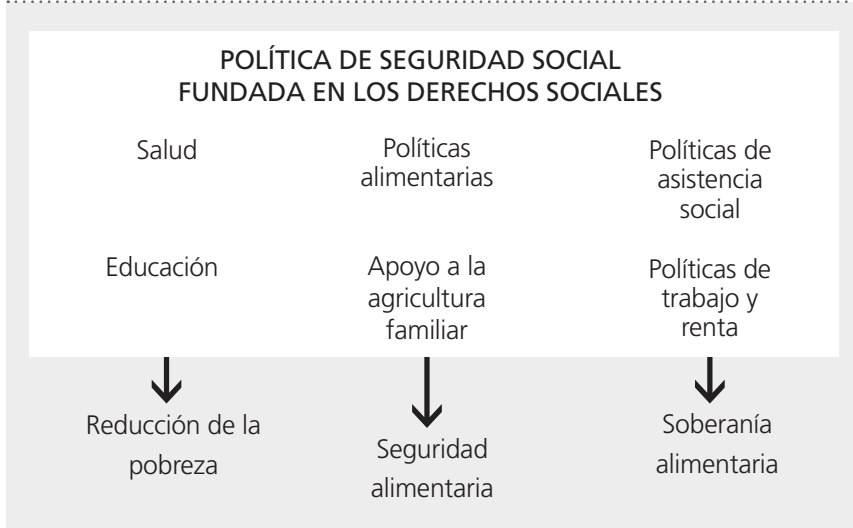 POLÍTICA DE SEGURIDAD SOCIAL
FUNDADA EN LOS DERECHOS SOCIALES
Salud
Políticas
alimentarias
Políticas de
asistencia
social
Educación
Apoyo a la
agricultura
familiar
Políticas de
trabajo y
renta
Reducción de la
pobreza
Seguridad
alimentaria
Soberanía
alimentaria